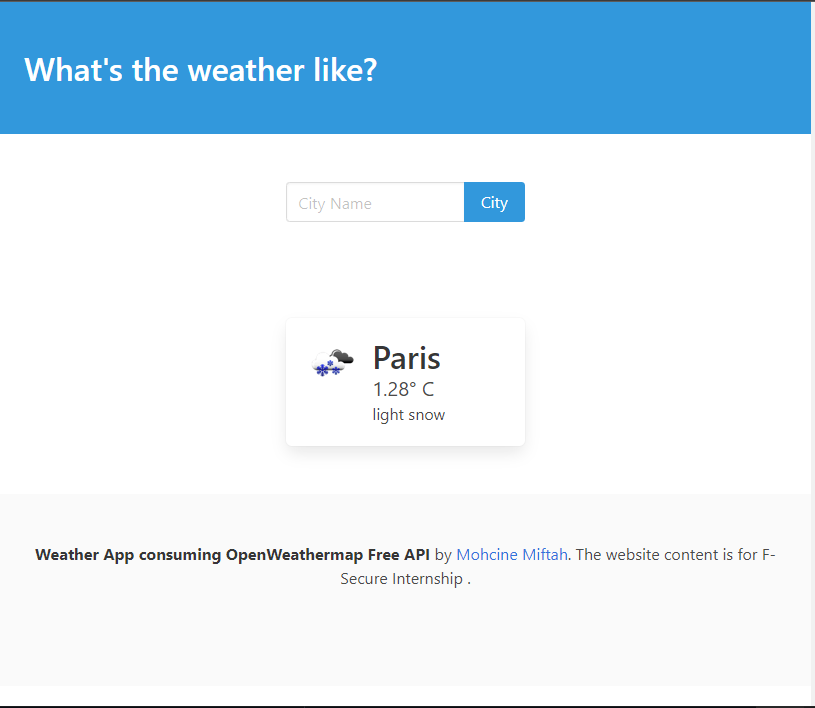 What's the weather like?
City Name
City
Paris
1.28° C
light snow
Weather App consuming OpenWeathermap Free API by Mohcine Miftah. The website content is for F-
Secure Internship .